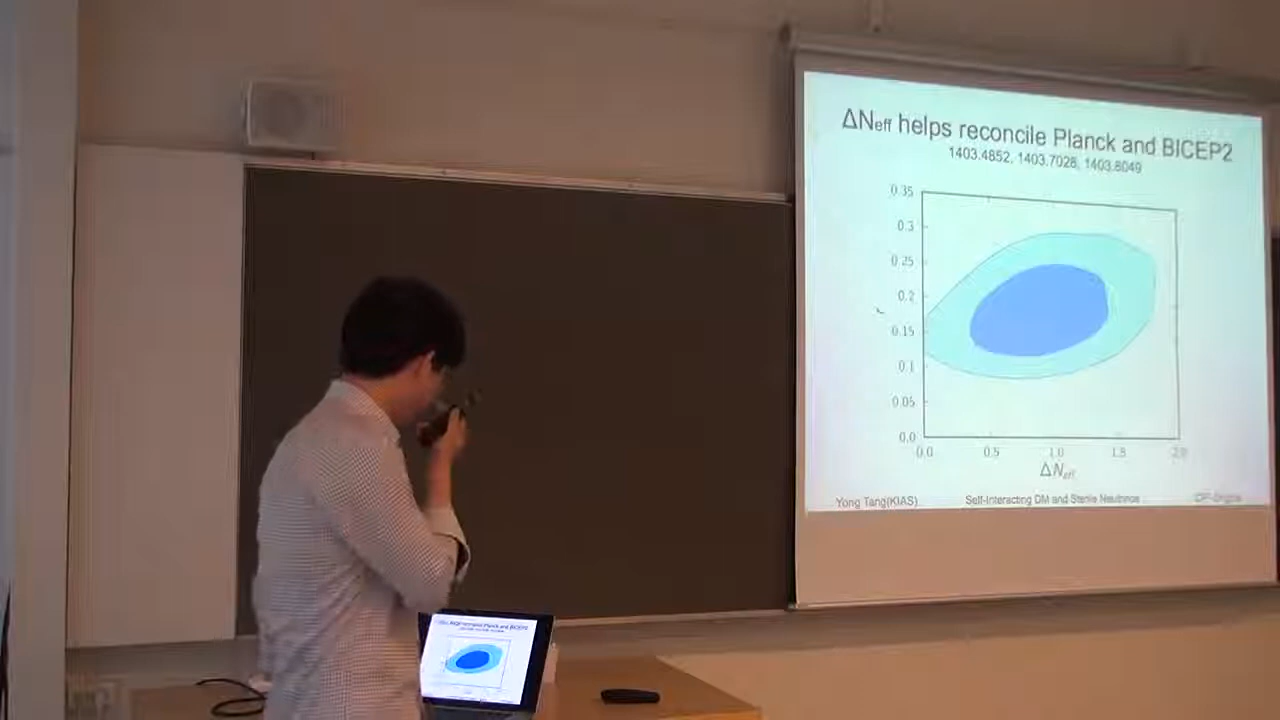 ΔNeff helps reconcile Planck and BICEP2
1403.4852, 1403.7028, 1403.8049
0.35
0.3
0.25
0.2
r
0.15
0.1
0.05
0.0
0.0 0.5 1.0 1.5 2.0
ΔNeff
Yong Tang(KIAS) Self-Interacting DM and Sterile Neutrinos